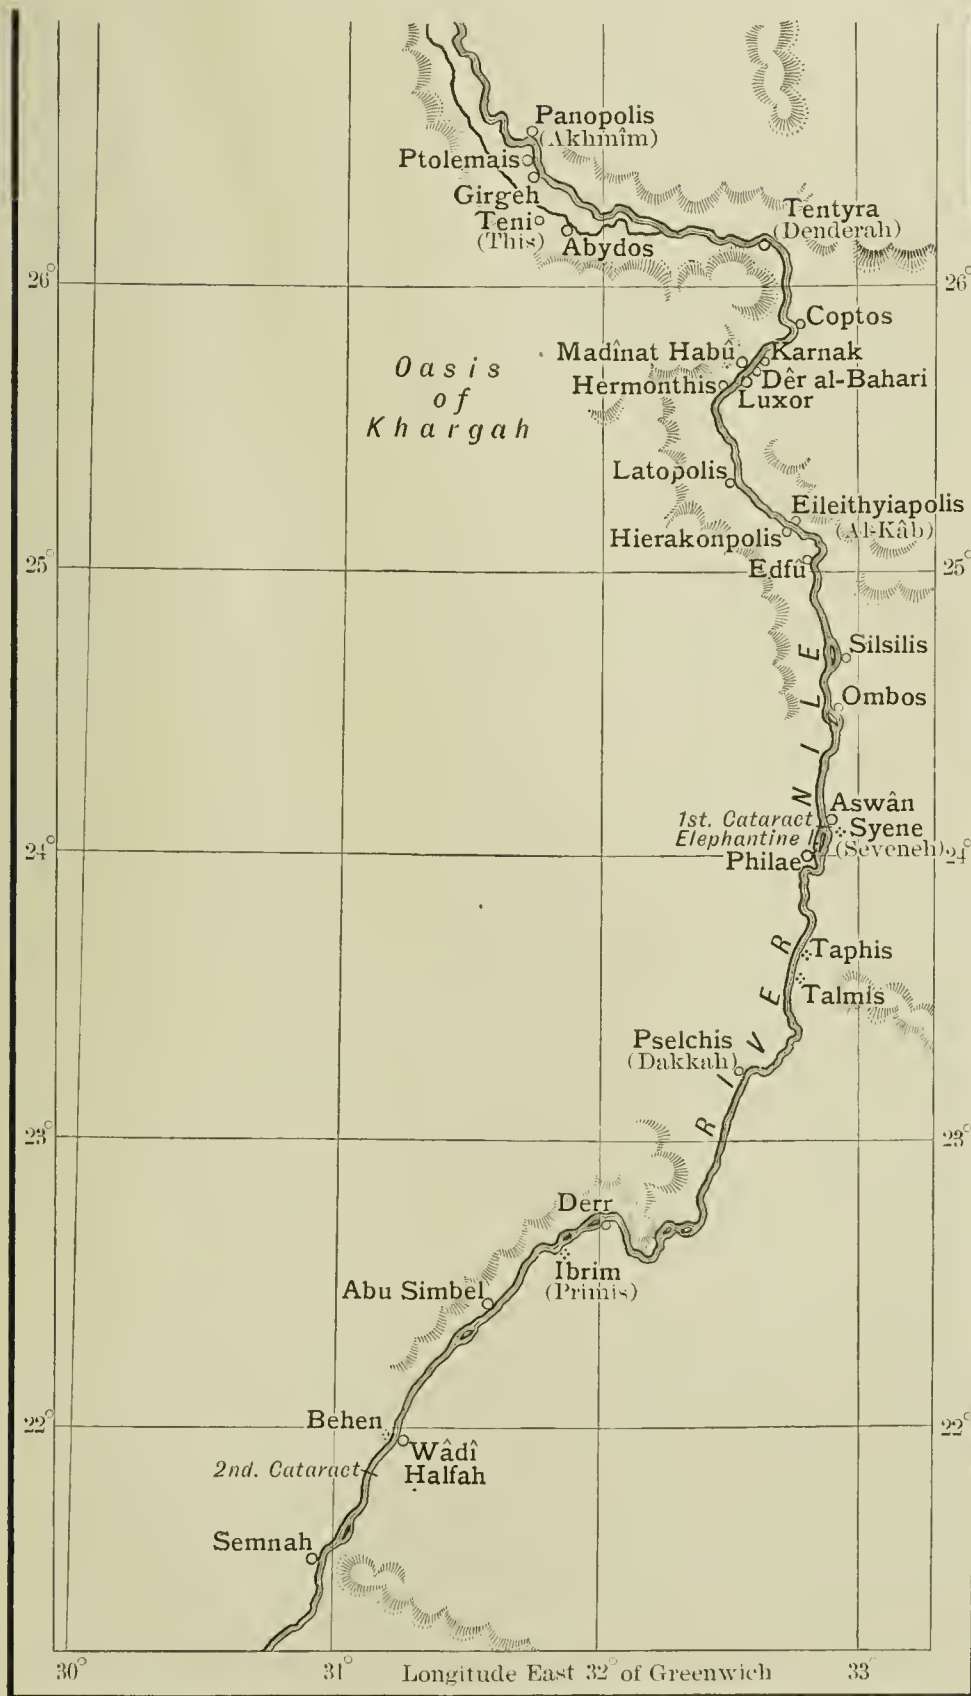 Panopolis
(Akhmîm)
Ptolemais
Girgeh
Teni
(This)
Abydos
Tentyra
(Denderah)
26°
26°
Coptos
Oasis
of
Khargah
Madînat Habû
Karnak
Hermonthis
Dêr al-Bahari
Luxor
Latopolis
Eileithyiapolis
(Al-Kâb)
Hierakonpolis
Edfû
25°
25°
Silsilis
Ombos
Aswân
1st. Cataract
Elephantine I.
Syene
(Seveneh)
Philae
24°
24°
RIVER NILE
Taphis
Talmis
Pselchis
(Dakkah)
23°
23°
Derr
Ibrim
(Primis)
Abu Simbel
22°
22°
Behen
Wâdî
Halfah
2nd. Cataract
Semnah
30°
31°
Longitude East 32° of Greenwich
33°